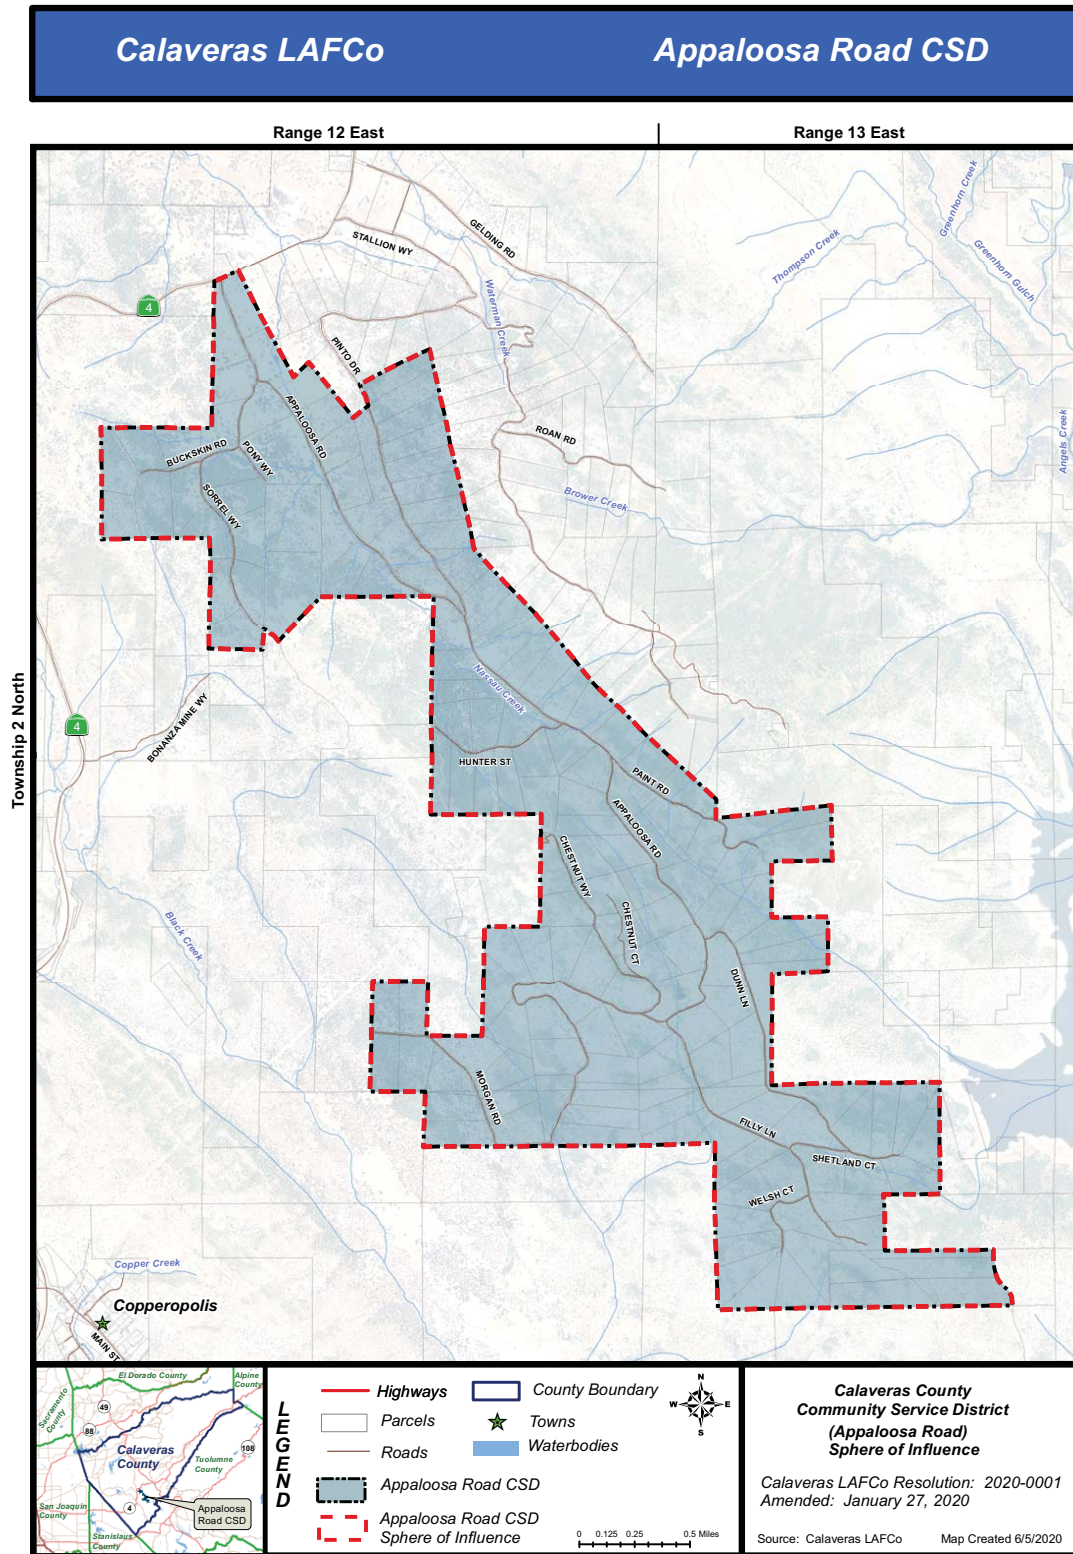 Calaveras LAFCo
Appaloosa Road CSD
Range 12 East
Range 13 East
Township 2 North
STALLION WY
GELDING RD
Waterman Creek
Thompson Creek
Greenhorn Creek
Greenhorn Gulch
4
PINTO DR
APPALOOSA RD
BUCKSKIN RD
PONY WY
SORREL WY
ROAN RD
Brower Creek
Angels Creek
Nassau Creek
BONANZA MINE WY
4
HUNTER ST
PAINT RD
APPALOOSA RD
CHESTNUT WY
CHESTNUT CT
Black Creek
DUNN LN
MORGAN RD
FILLY LN
SHETLAND CT
WELSH CT
Copper Creek
Copperopolis
MAIN ST
El Dorado County
Alpine
County
Sacramento
County
49
88
Calaveras
County
108
Tuolumne
County
San Joaquin
County
4
Appaloosa
Road CSD
Stanislaus
County
LEGEND
Highways
Parcels
Roads
Appaloosa Road CSD
Appaloosa Road CSD
Sphere of Influence
County Boundary
Towns
Waterbodies
N
W
E
S
0 0.125 0.25 0.5 Miles
Calaveras County
Community Service District
(Appaloosa Road)
Sphere of Influence
Calaveras LAFCo Resolution: 2020-0001
Amended: January 27, 2020
Source: Calaveras LAFCo
Map Created 6/5/2020